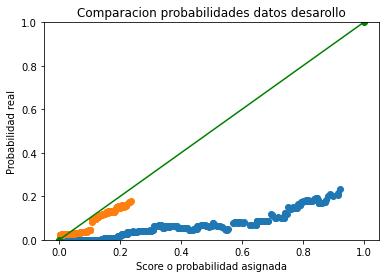 Comparacion probabilidades datos desarollo
Probabilidad real
1.0
0.8
0.6
0.4
0.2
0.0
0.0 0.2 0.4 0.6 0.8 1.0
Score o probabilidad asignada